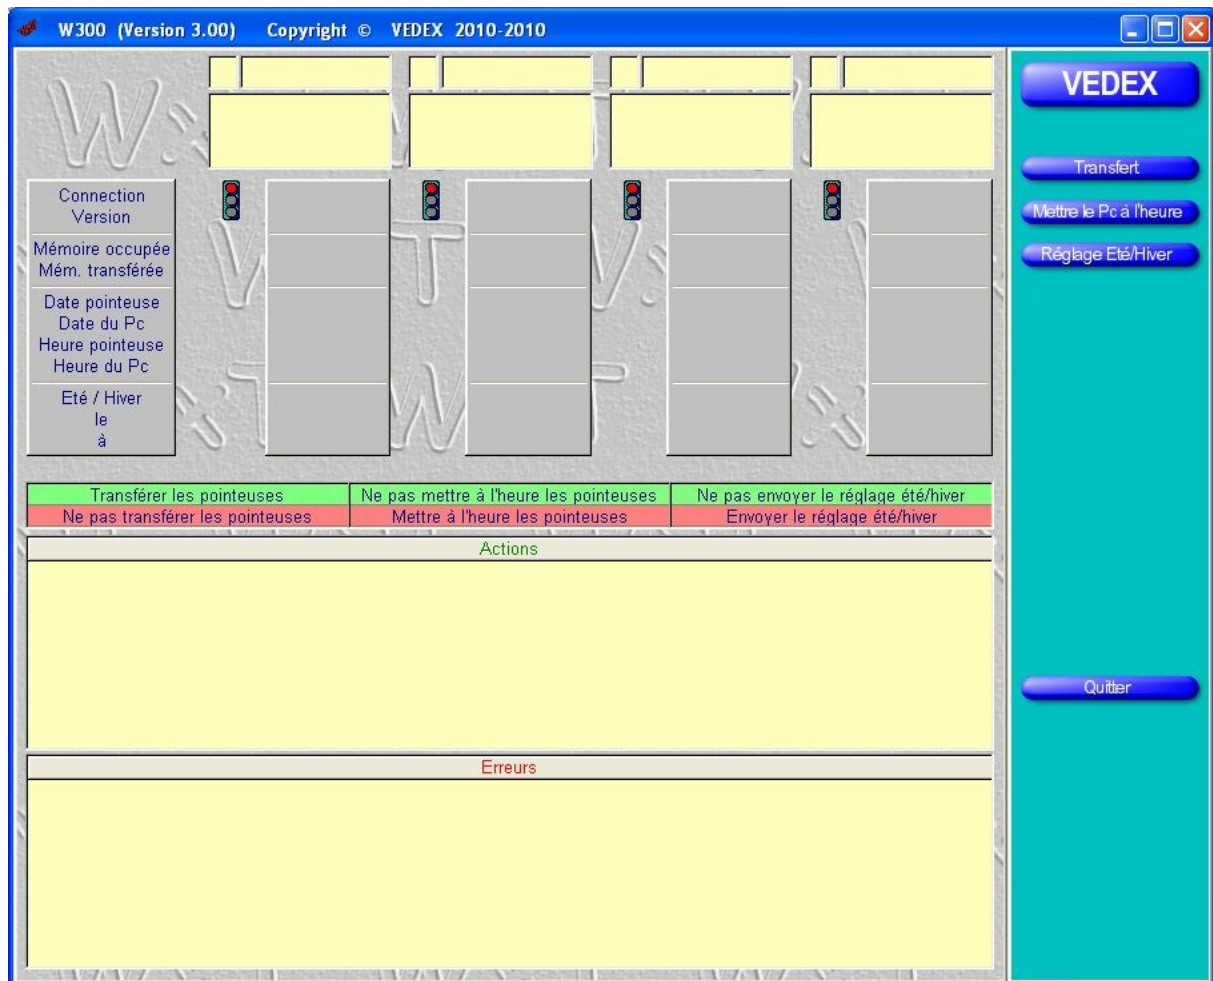 W300 (Version 3.00) Copyright © VEDEX 2010-2010
VEDEX
Transfert
Mettre le Pc à l'heure
Réglage Eté/Hiver
Quitter
Connection
Version
Mémoire occupée
Mém. transférée
Date pointeuse
Date du Pc
Heure pointeuse
Heure du Pc
Eté / Hiver
le
à
Transférer les pointeuses Ne pas mettre à l'heure les pointeuses Ne pas envoyer le réglage été/hiver
Ne pas transférer les pointeuses Mettre à l'heure les pointeuses Envoyer le réglage été/hiver
Actions
Erreurs